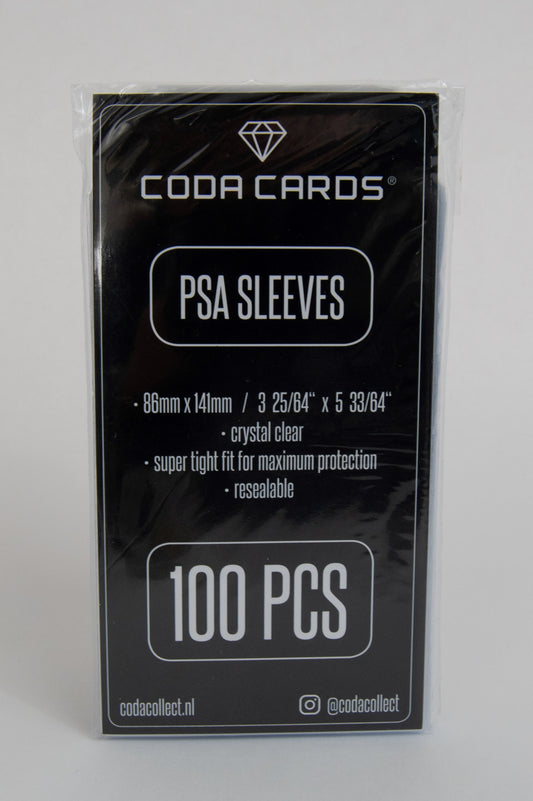 CODA CARDS®
PSA SLEEVES
• 86mm x 141mm / 3 25/64“ x 5 33/64“
• crystal clear
• super tight fit for maximum protection
• resealable
100 PCS
codacollect.nl @codacollect